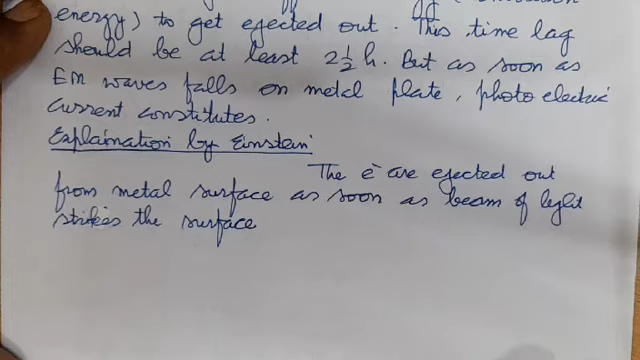 energy) to get ejected out. This time lag
should be at least 2 1/2 h. But as soon as
EM waves falls on metal plate, photo electric
current constitutes.
Explaination by Einstein
The e⁻ are ejected out
from metal surface as soon as beam of light
strikes the surface